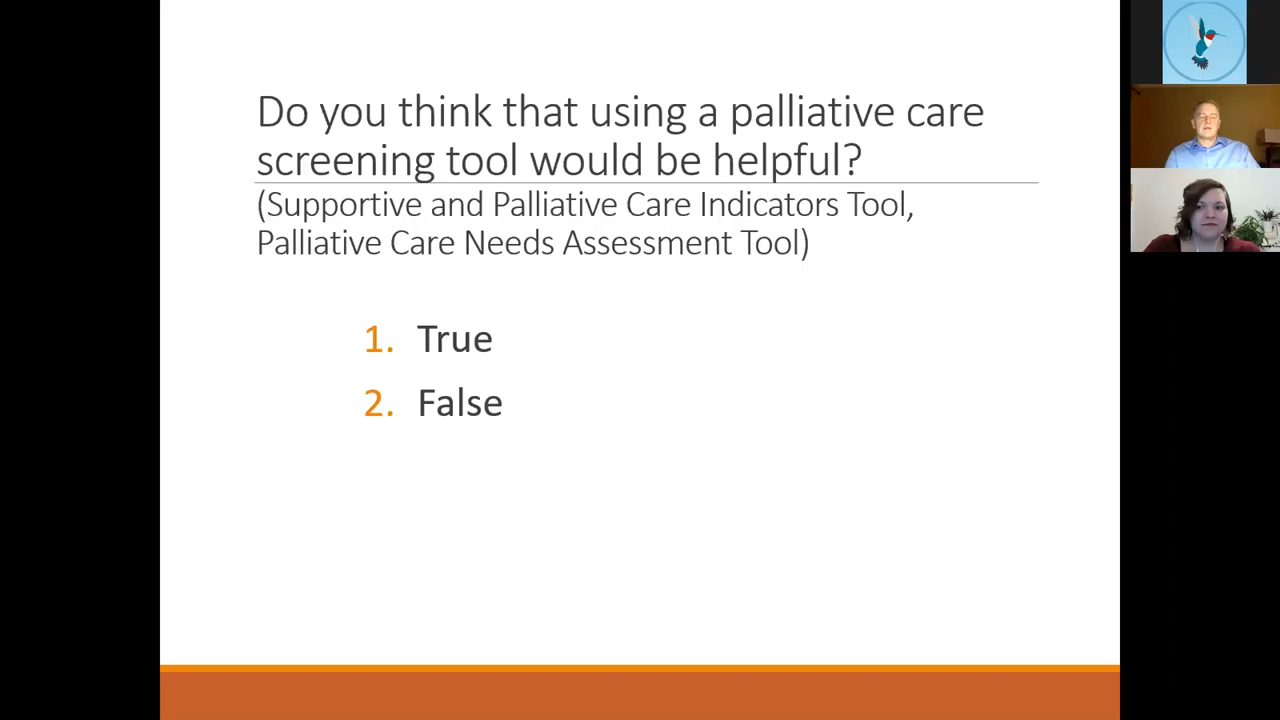 Do you think that using a palliative care
screening tool would be helpful?
(Supportive and Palliative Care Indicators Tool,
Palliative Care Needs Assessment Tool)
1. True
2. False